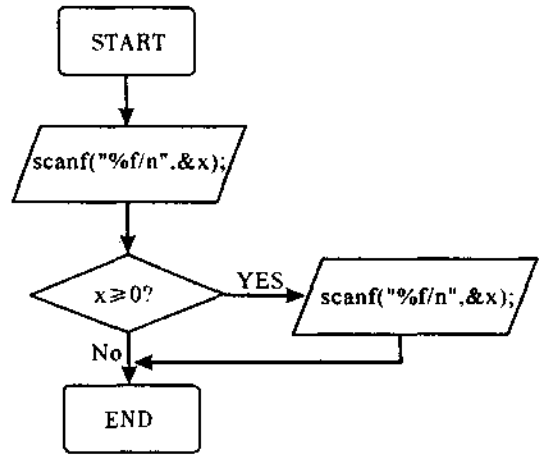 START
scanf("%f/n".&x);
x⩾0?
YES
scanf("%f/n",&x);
No
END